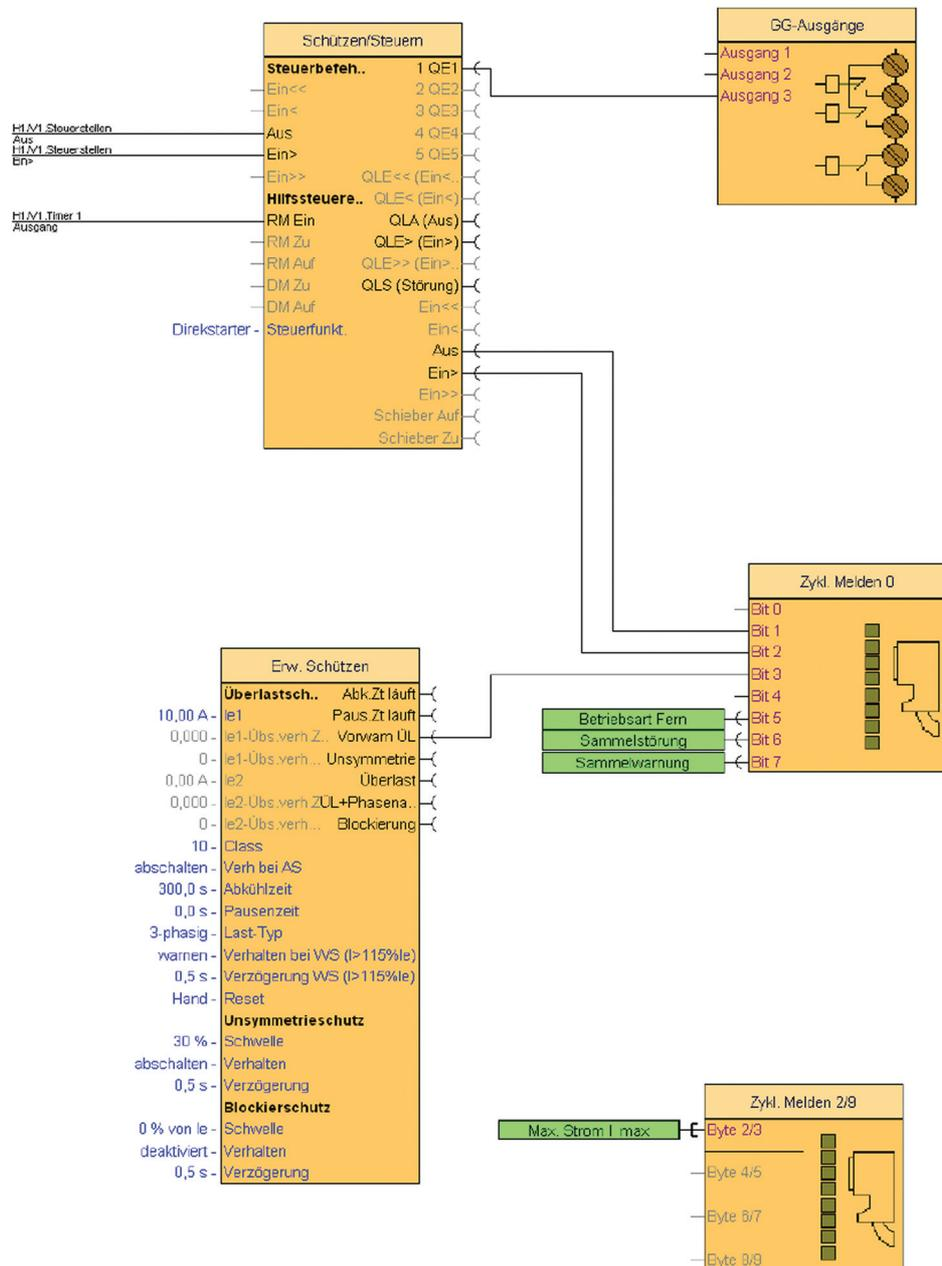 Schützen/Steuern
Steuerbefeh.. 1 QE1
Ein<< 2 QE2
Ein< 3 QE3
Aus 4 QE4
Ein> 5 QE5
Ein>> QLE<< (Ein<..
Hilfssteuere.. QLE< (Ein<)
RM Ein QLA (Aus)
RM Zu QLE> (Ein>)
RM Auf QLE>> (Ein>..
DM Zu QLS (Störung)
DM Auf Ein<<
Direkstarter - Steuerfunkt. Ein<
Aus
Ein>
Ein>>
Schieber Auf
Schieber Zu
H1.V1.Steuerstellen
Aus
H1.V1.Steuerstellen
Ein>
H1.V1.Timer 1
Ausgang
GG-Ausgänge
Ausgang 1
Ausgang 2
Ausgang 3
Zykl. Melden 0
Bit 0
Bit 1
Bit 2
Bit 3
Bit 4
Betriebsart Fern Bit 5
Sammelstörung Bit 6
Sammelwarnung Bit 7
Erw. Schützen
Überlastsch.. Abk.Zt läuft
10,00 A - Ie1 Paus.Zt läuft
0,000 - Ie1-Übs.verh.Z.. Vorwarn ÜL
0 - Ie1-Übs.verh... Unsymmetrie
0,00 A - Ie2 Überlast
0,000 - Ie2-Übs.verh.Z ÜL+Phasena..
0 - Ie2-Übs.verh... Blockierung
10 - Class
abschalten - Verh bei AS
300,0 s - Abkühlzeit
0,0 s - Pausenzeit
3-phasig - Last-Typ
warnen - Verhalten bei WS (I>115%Ie)
0,5 s - Verzögerung WS (I>115%Ie)
Hand - Reset
Unsymmetrieschutz
30 % - Schwelle
abschalten - Verhalten
0,5 s - Verzögerung
Blockierschutz
0 % von Ie - Schwelle
deaktiviert - Verhalten
0,5 s - Verzögerung
Zykl. Melden 2/9
Max. Strom I_max Byte 2/3
Byte 4/5
Byte 6/7
Byte 8/9